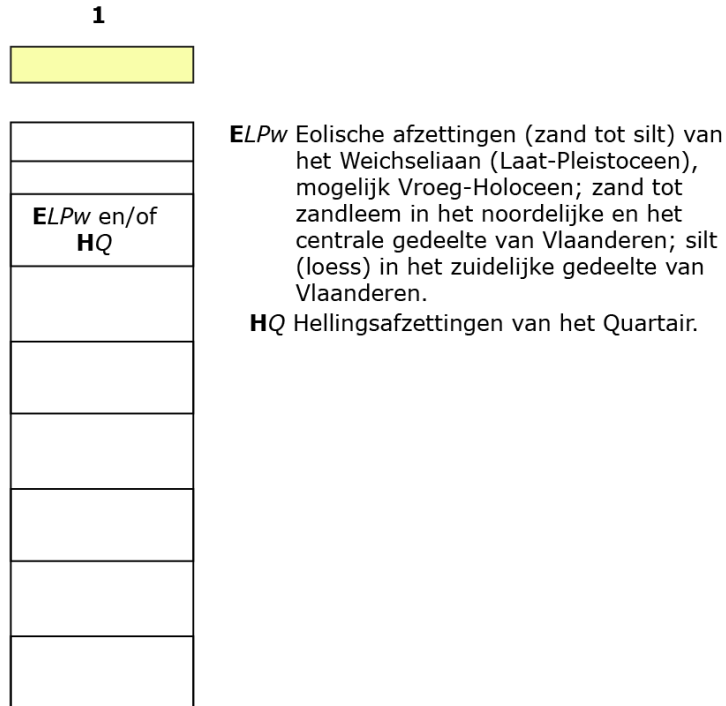 1
ELPw en/of
HQ
ELPw Eolische afzettingen (zand tot silt) van
het Weichseliaan (Laat-Pleistoceen),
mogelijk Vroeg-Holoceen; zand tot
zandleem in het noordelijke en het
centrale gedeelte van Vlaanderen; silt
(loess) in het zuidelijke gedeelte van
Vlaanderen.
HQ Hellingsafzettingen van het Quartair.